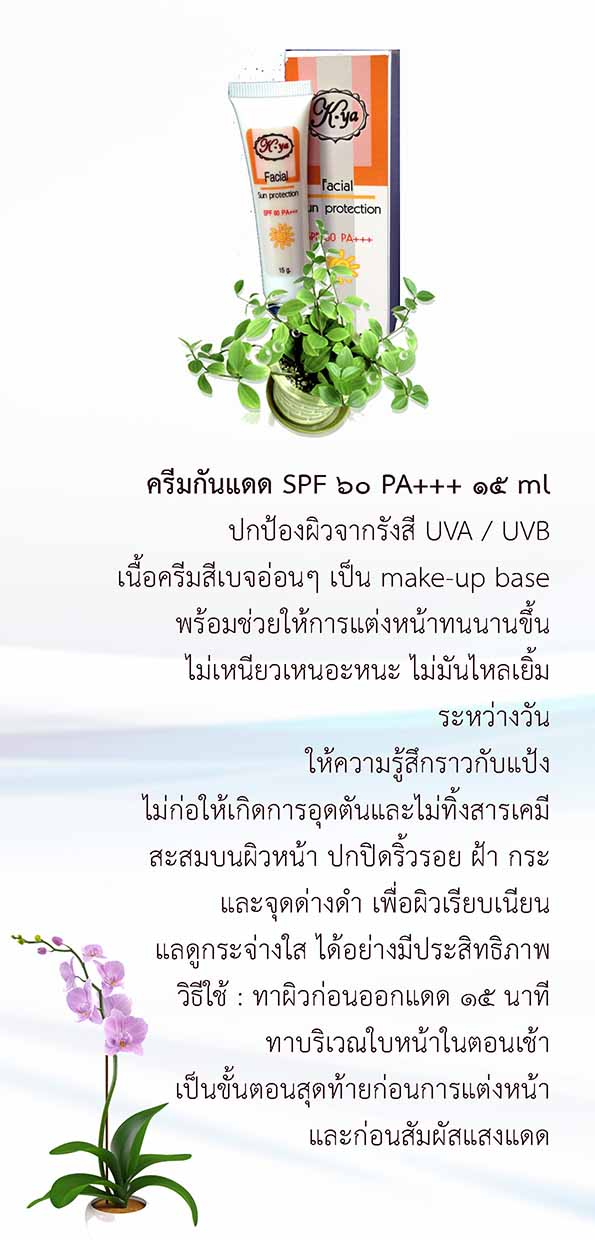 K-ya
Facial
Sun protection
SPF 60 PA+++
15 g.
K-ya
Facial
un protection
SPF 60 PA+++
ครีมกันแดด SPF ๖๐ PA+++ ๑๕ ml
ปกป้องผิวจากรังสี UVA / UVB
เนื้อครีมสีเบจอ่อนๆ เป็น make-up base
พร้อมช่วยให้การแต่งหน้าทนนานขึ้น
ไม่เหนียวเหนอะหนะ ไม่มันไหลเยิ้ม
ระหว่างวัน
ให้ความรู้สึกราวกับแป้ง
ไม่ก่อให้เกิดการอุดตันและไม่ทิ้งสารเคมี
สะสมบนผิวหน้า ปกปิดริ้วรอย ฝ้า กระ
และจุดด่างดำ เพื่อผิวเรียบเนียน
แลดูกระจ่างใส ได้อย่างมีประสิทธิภาพ
วิธีใช้ : ทาผิวก่อนออกแดด ๑๕ นาที
ทาบริเวณใบหน้าในตอนเช้า
เป็นขั้นตอนสุดท้ายก่อนการแต่งหน้า
และก่อนสัมผัสแสงแดด